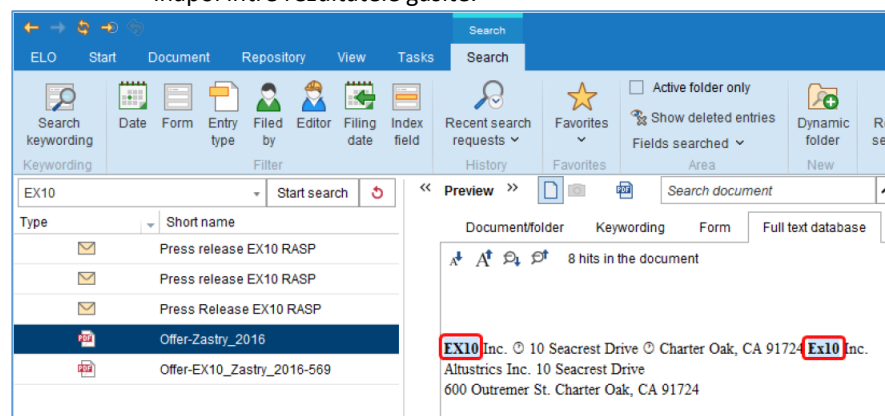 Search
ELO Start Document Repository View Tasks Search
Search keywording Date Form Entry type Filed by Editor Filing date Index field Recent search requests Favorites Active folder only Show deleted entries Fields searched Dynamic folder
Keywording Filter History Favorites Area New
EX10 Start search Preview PDF Search document
Type Short name Document/folder Keywording Form Full text database
Press release EX10 RASP 8 hits in the document
Press release EX10 RASP
Press Release EX10 RASP
PDF Offer-Zastry_2016 EX10 Inc. 10 Seacrest Drive Charter Oak, CA 91724 Ex10 Inc.
PDF Offer-EX10_Zastry_2016-569 Altustrics Inc. 10 Seacrest Drive
600 Outremer St. Charter Oak, CA 91724